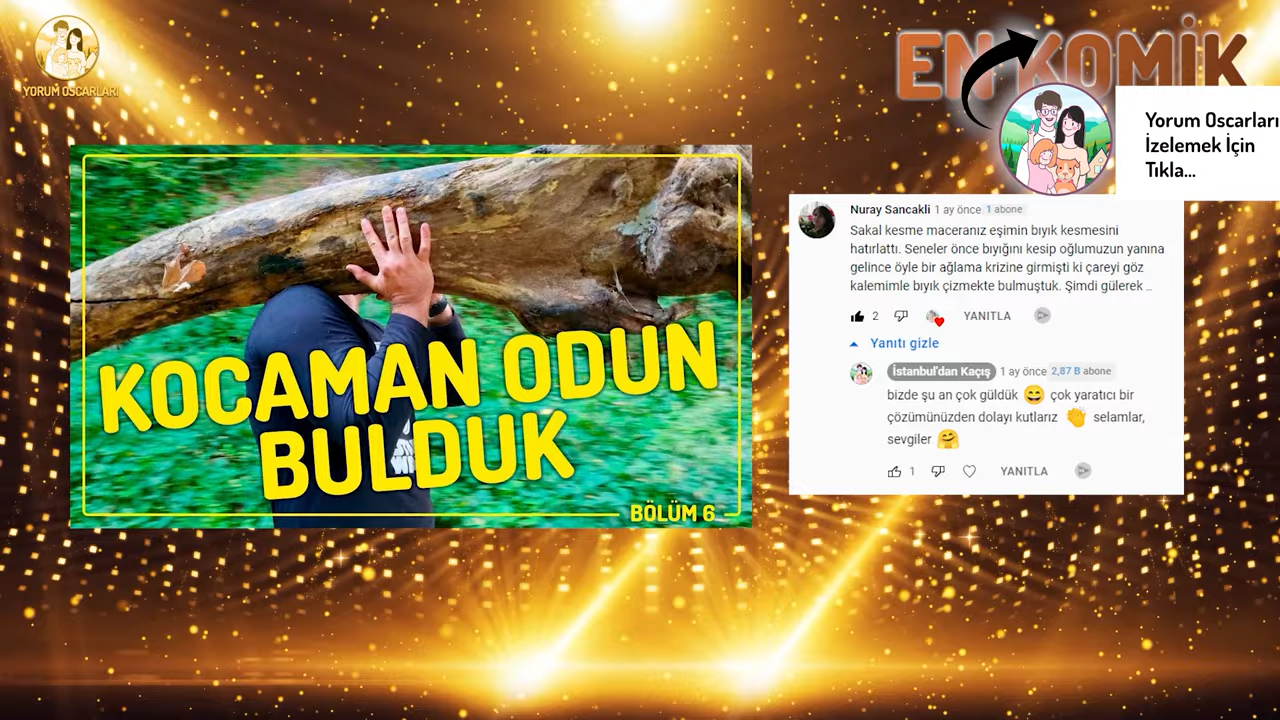 YORUM OSCARLARI
EN KOMİK
Yorum Oscarları
İzelemek İçin
Tıkla...
KOCAMAN ODUN
BULDUK
BÖLÜM 6
Nuray Sancakli 1 ay önce 1 abone
Sakal kesme maceranız eşimin bıyık kesmesini
hatırlattı. Seneler önce bıyığını kesip oğlumuzun yanına
gelince öyle bir ağlama krizine girmişti ki çareyi göz
kalemimle bıyık çizmekte bulmuştuk. Şimdi gülerek ...
2 YANITLA
Yanıtı gizle
İstanbul'dan Kaçış 1 ay önce 2,87 B abone
bizde şu an çok güldük 😄 çok yaratıcı bir
çözümünüzden dolayı kutlarız 👏 selamlar,
sevgiler 🤗
1 YANITLA